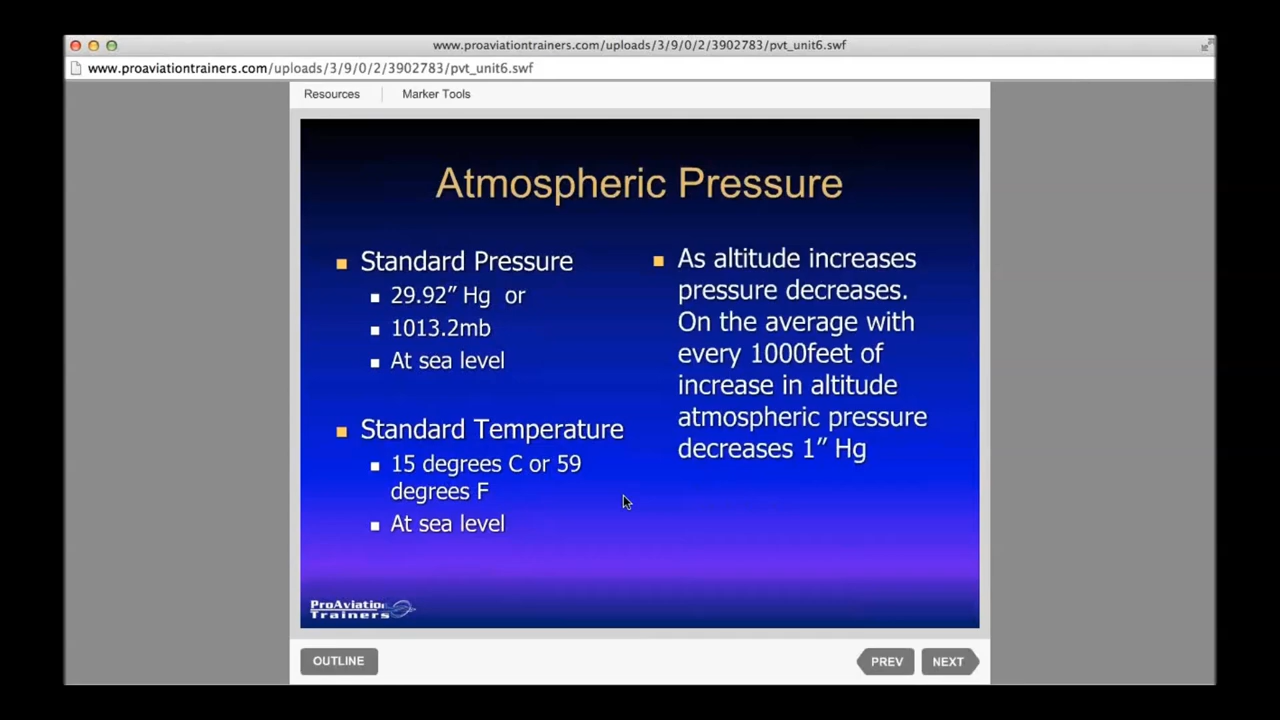 www.proaviationtrainers.com/uploads/3/9/0/2/3902783/pvt_unit6.swf
www.proaviationtrainers.com/uploads/3/9/0/2/3902783/pvt_unit6.swf
Resources
Marker Tools
Atmospheric Pressure
Standard Pressure
29.92” Hg or
1013.2mb
At sea level
Standard Temperature
15 degrees C or 59
degrees F
At sea level
As altitude increases
pressure decreases.
On the average with
every 1000feet of
increase in altitude
atmospheric pressure
decreases 1” Hg
ProAviation
Trainers
OUTLINE
PREV
NEXT